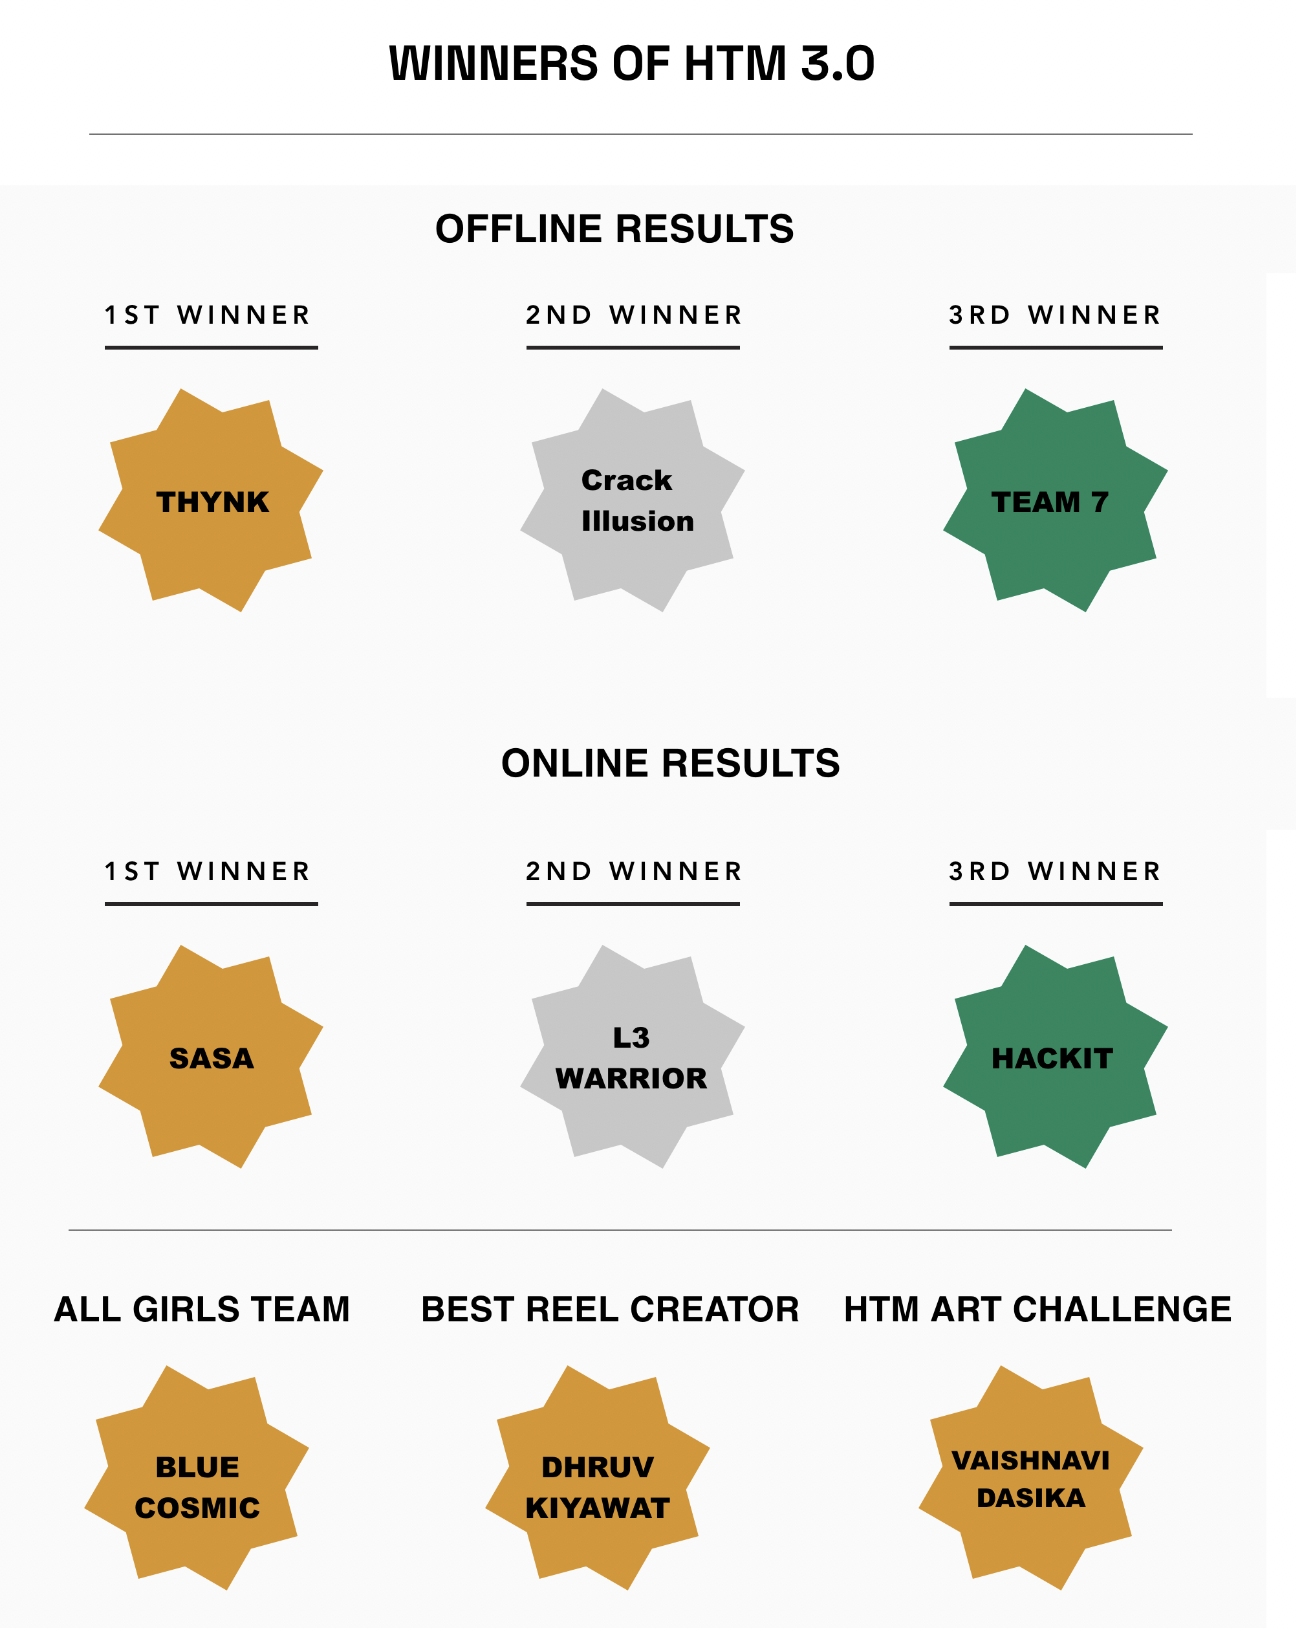 WINNERS OF HTM 3.0
OFFLINE RESULTS
1ST WINNER
2ND WINNER
3RD WINNER
THYNK
Crack
Illusion
TEAM 7
ONLINE RESULTS
1ST WINNER
2ND WINNER
3RD WINNER
SASA
L3
WARRIOR
HACKIT
ALL GIRLS TEAM
BEST REEL CREATOR
HTM ART CHALLENGE
BLUE
COSMIC
DHRUV
KIYAWAT
VAISHNAVI
DASIKA